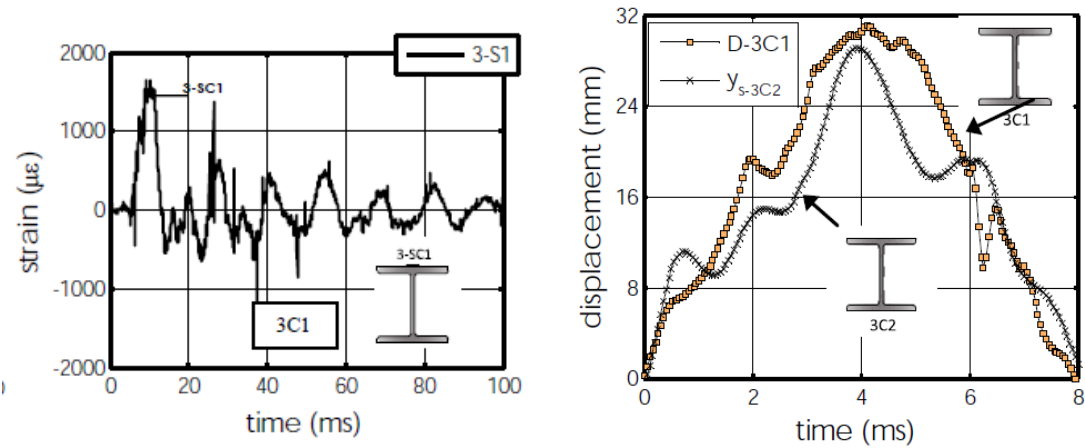 2000
1000
0
-1000
-2000
strain (με)
3-S1
3-SC1
3-SC1
3C1
0 20 40 60 80 100
time (ms)
32
24
16
8
0
displacement (mm)
D-3C1
ys-3C2
3C1
3C2
0 2 4 6 8
time (ms)